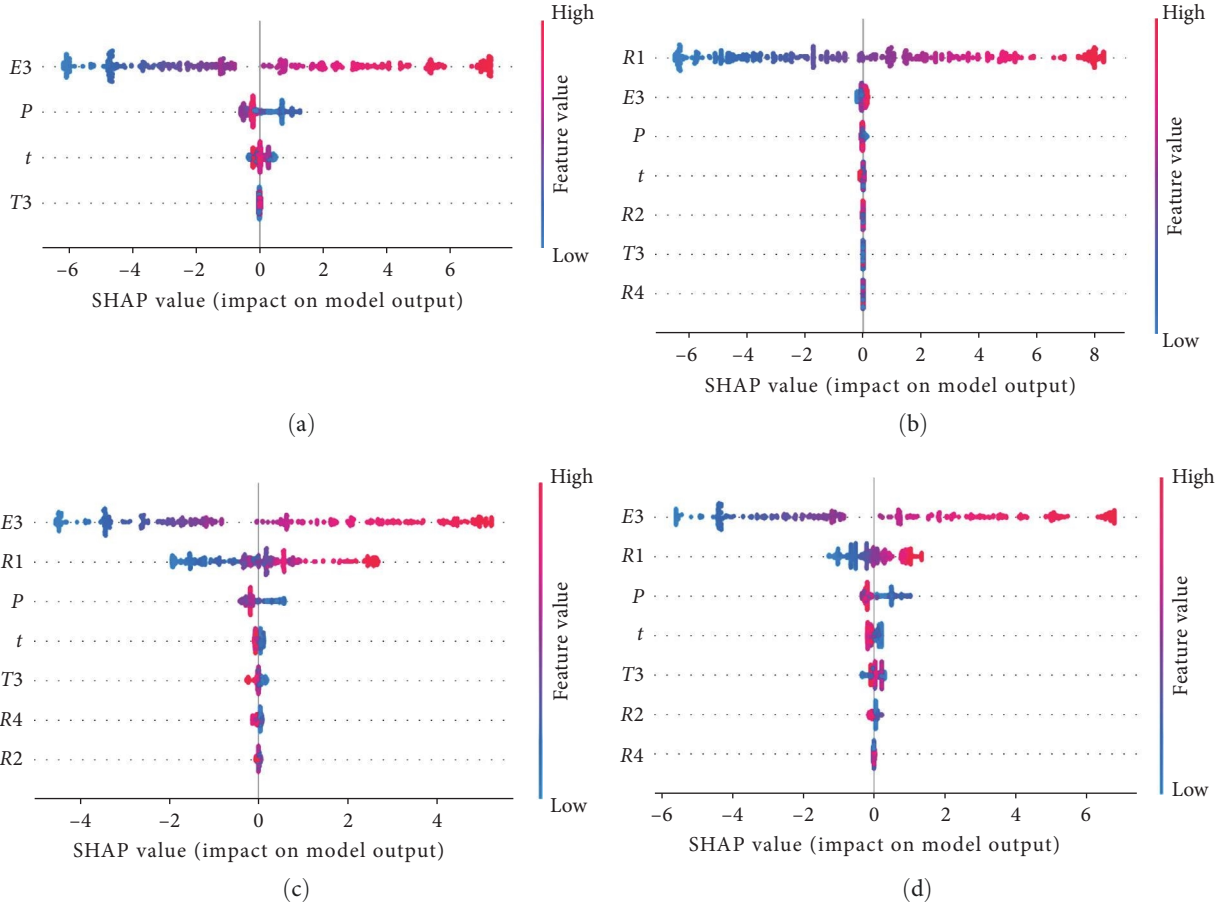 High
E3
P
t
T3
Feature value
Low
–6 –4 –2 0 2 4 6
SHAP value (impact on model output)
(a)
High
R1
E3
P
t
R2
T3
R4
Feature value
Low
–6 –4 –2 0 2 4 6 8
SHAP value (impact on model output)
(b)
High
E3
R1
P
t
T3
R4
R2
Feature value
Low
–4 –2 0 2 4
SHAP value (impact on model output)
(c)
High
E3
R1
P
t
T3
R2
R4
Feature value
Low
–6 –4 –2 0 2 4 6
SHAP value (impact on model output)
(d)